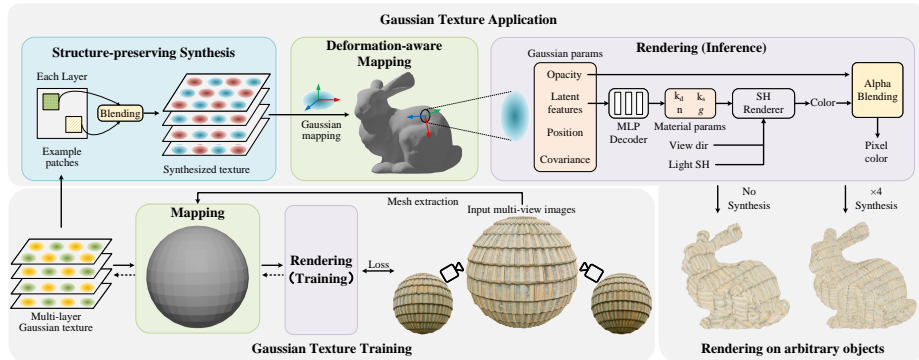 Gaussian Texture Application
Structure-preserving Synthesis
Each Layer
Blending
Example
patches
Synthesized texture
Deformation-aware
Mapping
Gaussian
mapping
Rendering (Inference)
Gaussian params
Opacity
Latent
features
Position
Covariance
MLP
Decoder
k_d k_s
n g
Material params
View dir
Light SH
SH
Renderer
Color
Alpha
Blending
Pixel
color
Multi-layer
Gaussian texture
Mapping
Mesh extraction
Rendering
(Training)
Loss
Input multi-view images
Gaussian Texture Training
No
Synthesis
×4
Synthesis
Rendering on arbitrary objects